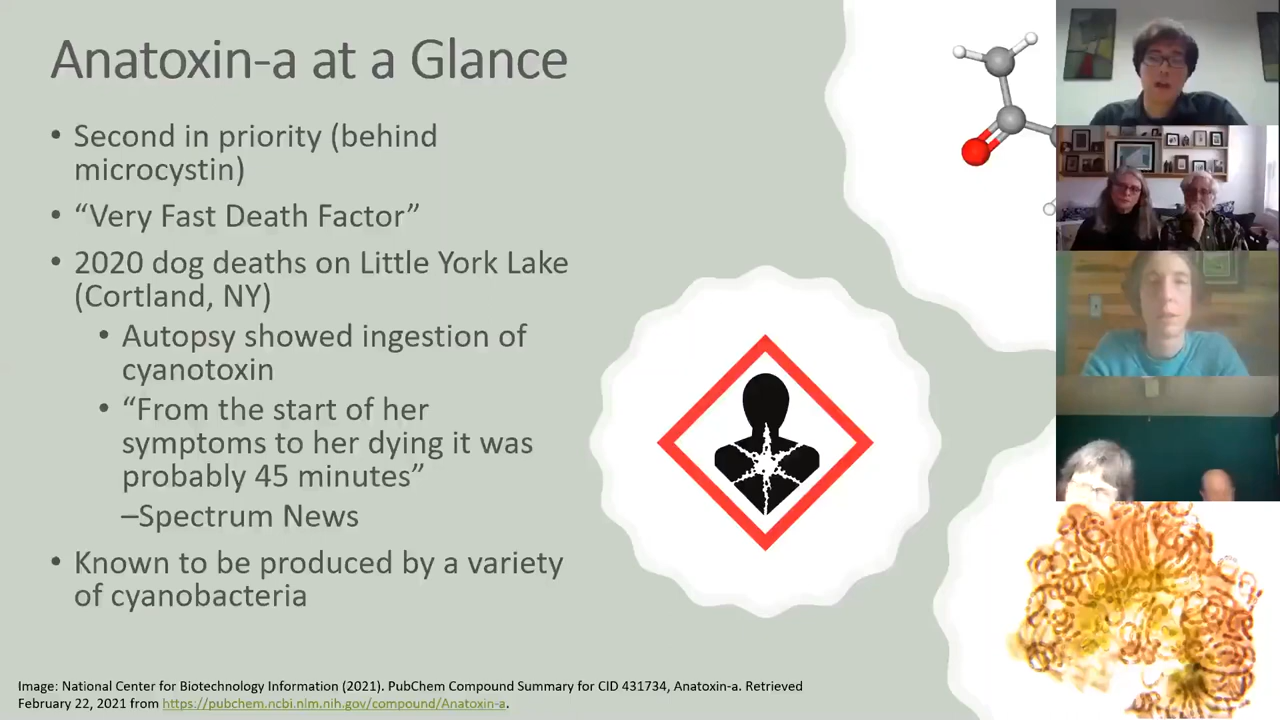 Anatoxin-a at a Glance
• Second in priority (behind
microcystin)
• “Very Fast Death Factor”
• 2020 dog deaths on Little York Lake
(Cortland, NY)
• Autopsy showed ingestion of
cyanotoxin
• “From the start of her
symptoms to her dying it was
probably 45 minutes”
–Spectrum News
• Known to be produced by a variety
of cyanobacteria
Image: National Center for Biotechnology Information (2021). PubChem Compound Summary for CID 431734, Anatoxin-a. Retrieved
February 22, 2021 from https://pubchem.ncbi.nlm.nih.gov/compound/Anatoxin-a.